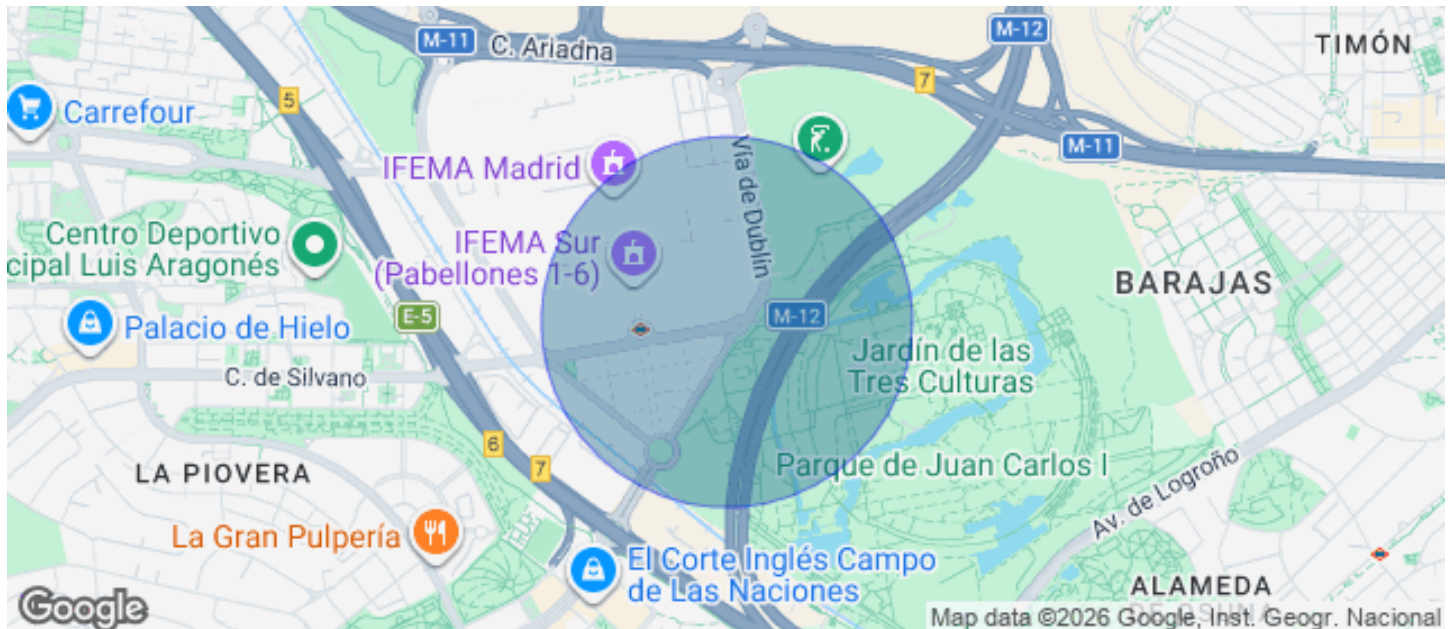 M-11
C. Ariadna
M-12
TIMÓN
5
7
Carrefour
M-11
IFEMA Madrid
Vía de Dublín
Centro Deportivo
cipal Luis Aragonés
IFEMA Sur
(Pabellones 1-6)
BARAJAS
E-5
M-12
Palacio de Hielo
Jardín de las
Tres Culturas
C. de Silvano
6
7
LA PIOVERA
Parque de Juan Carlos I
Av. de Logroño
La Gran Pulpería
El Corte Inglés Campo
de Las Naciones
ALAMEDA
DE OSUNA
Google
Map data ©2026 Google, Inst. Geogr. Nacional